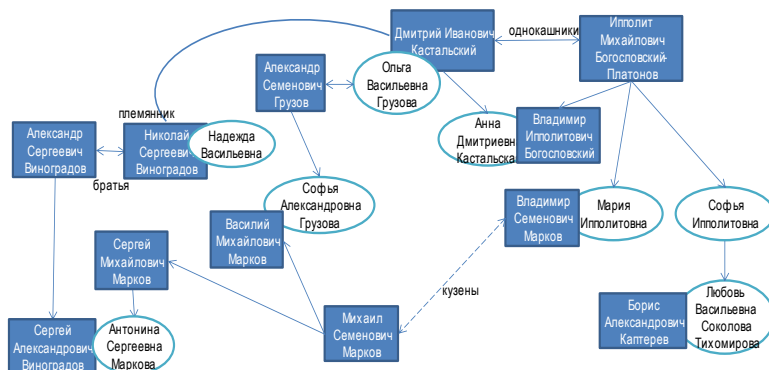 Дмитрий Иванович
Кастальский
однокашники
Ипполит
Михайлович
Богословский-
Платонов
Александр
Семенович
Грузов
Ольга
Васильевна
Грузова
племянник
Александр
Сергеевич
Виноградов
братья
Николай
Сергееви
Виноградов
Надежда
Васильевна
Анна
Дмитриевн
Кастальска
Владимир
Ипполитович
Богословский
Софья
Александровна
Грузова
Василий
Михайлович
Марков
Владимир
Семенович
Марков
Мария
Ипполитовна
Софья
Ипполитовна
Сергей
Михайлович
Марков
кузены
Сергей
Александрович
Виноградов
Антонина
Сергеевна
Маркова
Михаил
Семенович
Марков
Борис
Александрович
Каптерев
Любовь
Васильевна
Соколова
Тихомирова